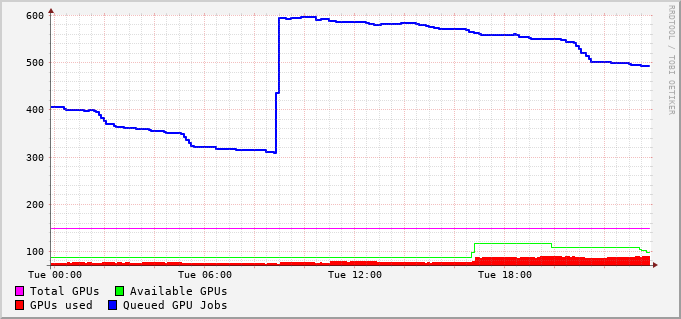 600
500
400
300
200
100
Tue 00:00 Tue 06:00 Tue 12:00 Tue 18:00
Total GPUs Available GPUs
GPUs used Queued GPU Jobs
RRDTOOL / TOBI OETIKER